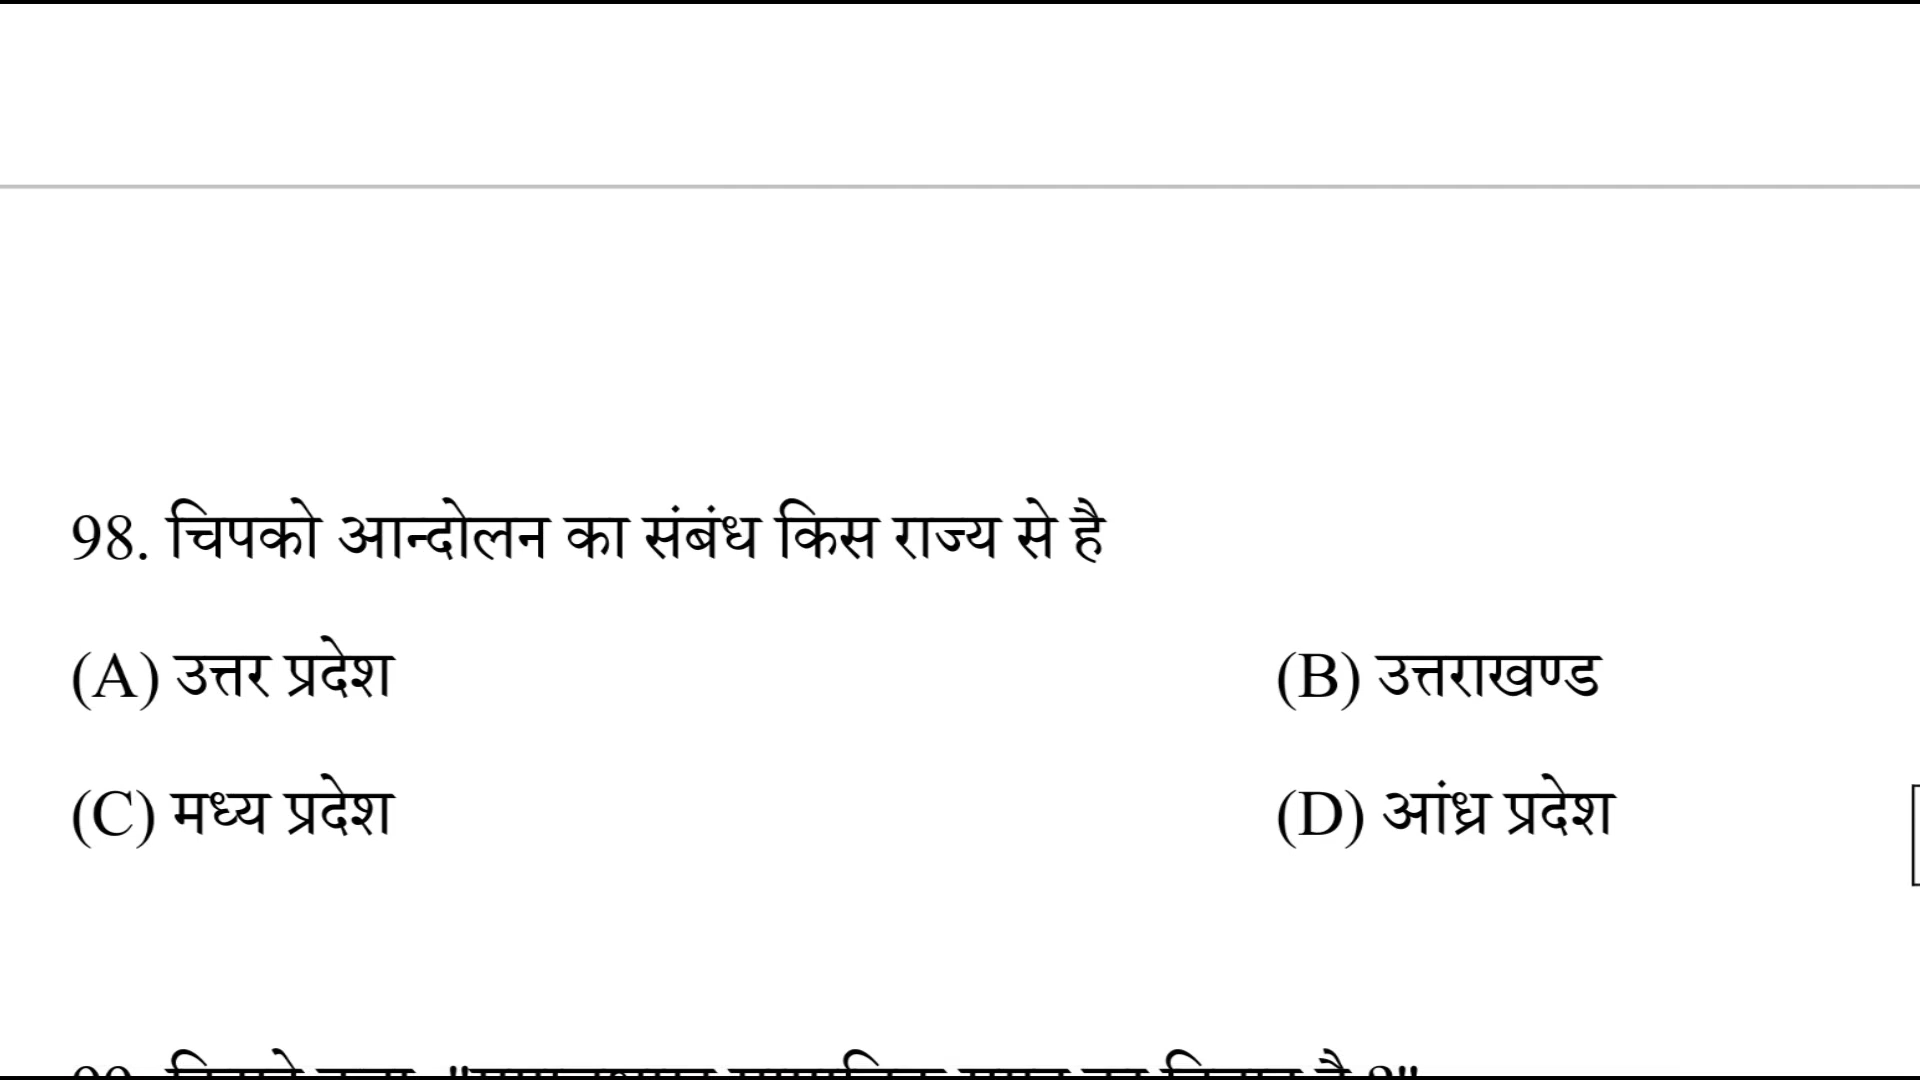 98. चिपको आन्दोलन का संबंध किस राज्य से है
(A) उत्तर प्रदेश (B) उत्तराखण्ड
(C) मध्य प्रदेश (D) आंध्र प्रदेश